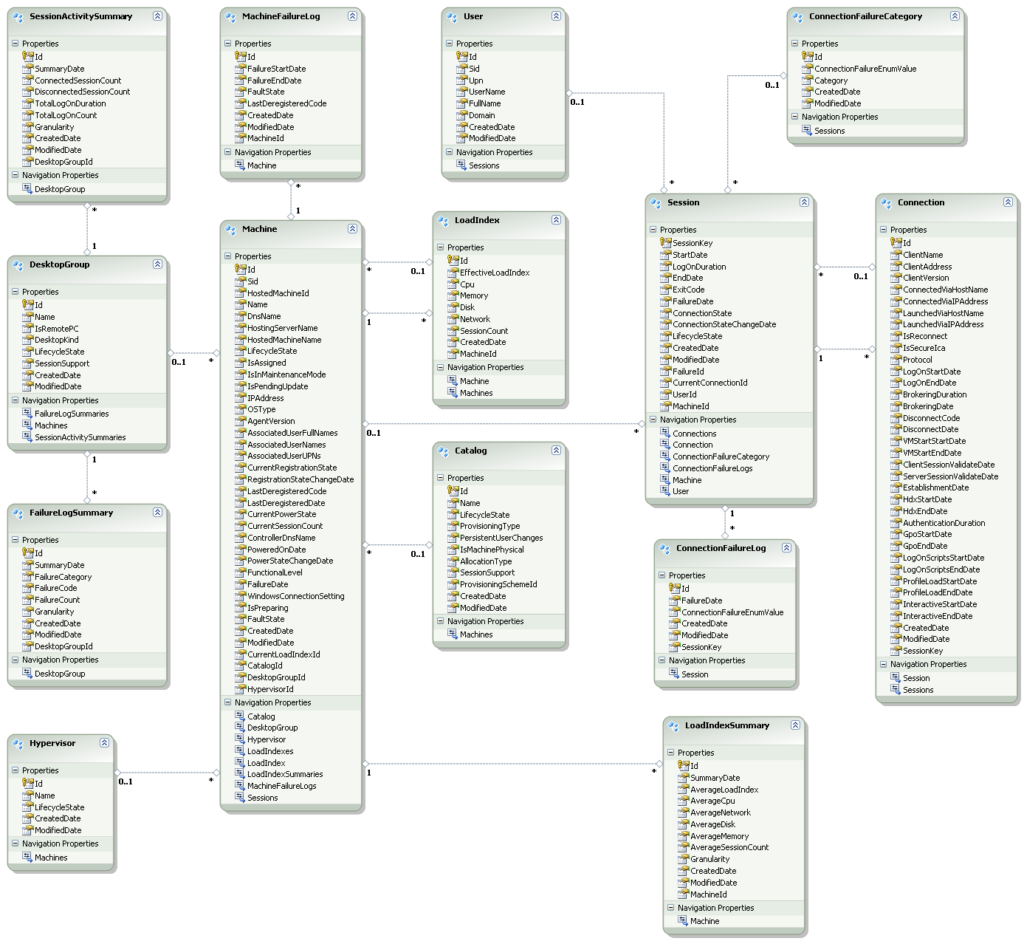 SessionActivitySummary
Properties
Id
SummaryDate
ConnectedSessionCount
DisconnectedSessionCount
TotalLogOnDuration
TotalLogOnCount
Granularity
CreatedDate
ModifiedDate
DesktopGroupId
Navigation Properties
DesktopGroup
*
1
DesktopGroup
Properties
Id
Name
IsRemotePC
DesktopKind
LifecycleState
SessionSupport
CreatedDate
ModifiedDate
Navigation Properties
FailureLogSummaries
Machines
SessionActivitySummaries
0..1
*
1
*
FailureLogSummary
Properties
Id
SummaryDate
FailureCategory
FailureCode
FailureCount
Granularity
CreatedDate
ModifiedDate
DesktopGroupId
Navigation Properties
DesktopGroup
Hypervisor
Properties
Id
Name
LifecycleState
CreatedDate
ModifiedDate
Navigation Properties
Machines
0..1
*
MachineFailureLog
Properties
Id
FailureStartDate
FailureEndDate
FaultState
LastDeregisteredCode
CreatedDate
ModifiedDate
MachineId
Navigation Properties
Machine
*
1
Machine
Properties
Id
Sid
HostedMachineId
Name
DnsName
HostingServerName
HostedMachineName
LifecycleState
IsAssigned
IsInMaintenanceMode
IsPendingUpdate
IPAddress
OSType
AgentVersion
AssociatedUserFullNames
AssociatedUserNames
AssociatedUserUPNs
CurrentRegistrationState
RegistrationStateChangeDate
LastDeregisteredCode
LastDeregisteredDate
CurrentPowerState
CurrentSessionCount
ControllerDnsName
PoweredOnDate
PowerStateChangeDate
FunctionalLevel
FailureDate
WindowsConnectionSetting
IsPreparing
FaultState
CreatedDate
ModifiedDate
CurrentLoadIndexId
CatalogId
DesktopGroupId
HypervisorId
Navigation Properties
Catalog
DesktopGroup
Hypervisor
LoadIndexes
LoadIndex
LoadIndexSummaries
MachineFailureLogs
Sessions
*
0..1
1
*
0..1
*
*
0..1
1
*
User
Properties
Id
Sid
Upn
UserName
FullName
Domain
CreatedDate
ModifiedDate
Navigation Properties
Sessions
0..1
*
LoadIndex
Properties
Id
EffectiveLoadIndex
Cpu
Memory
Disk
Network
SessionCount
CreatedDate
MachineId
Navigation Properties
Machine
Machines
Catalog
Properties
Id
Name
LifecycleState
ProvisioningType
PersistentUserChanges
IsMachinePhysical
AllocationType
SessionSupport
ProvisioningSchemeId
CreatedDate
ModifiedDate
Navigation Properties
Machines
ConnectionFailureCategory
Properties
Id
ConnectionFailureEnumValue
Category
CreatedDate
ModifiedDate
Navigation Properties
Sessions
0..1
*
Session
Properties
SessionKey
StartDate
LogOnDuration
EndDate
ExitCode
FailureDate
ConnectionState
ConnectionStateChangeDate
LifecycleState
CreatedDate
ModifiedDate
FailureId
CurrentConnectionId
UserId
MachineId
Navigation Properties
Connections
Connection
ConnectionFailureCategory
ConnectionFailureLogs
Machine
User
*
0..1
1
*
1
*
ConnectionFailureLog
Properties
Id
FailureDate
ConnectionFailureEnumValue
CreatedDate
ModifiedDate
SessionKey
Navigation Properties
Session
Connection
Properties
Id
ClientName
ClientAddress
ClientVersion
ConnectedViaHostName
ConnectedViaIPAddress
LaunchedViaHostName
LaunchedViaIPAddress
IsReconnect
IsSecureIca
Protocol
LogOnStartDate
LogOnEndDate
BrokeringDuration
BrokeringDate
DisconnectCode
DisconnectDate
VMStartStartDate
VMStartEndDate
ClientSessionValidateDate
ServerSessionValidateDate
EstablishmentDate
HdxStartDate
HdxEndDate
AuthenticationDuration
GpoStartDate
GpoEndDate
LogOnScriptsStartDate
LogOnScriptsEndDate
ProfileLoadStartDate
ProfileLoadEndDate
InteractiveStartDate
InteractiveEndDate
CreatedDate
ModifiedDate
SessionKey
Navigation Properties
Session
Sessions
LoadIndexSummary
Properties
Id
SummaryDate
AverageLoadIndex
AverageCpu
AverageNetwork
AverageDisk
AverageMemory
AverageSessionCount
Granularity
CreatedDate
ModifiedDate
MachineId
Navigation Properties
Machine